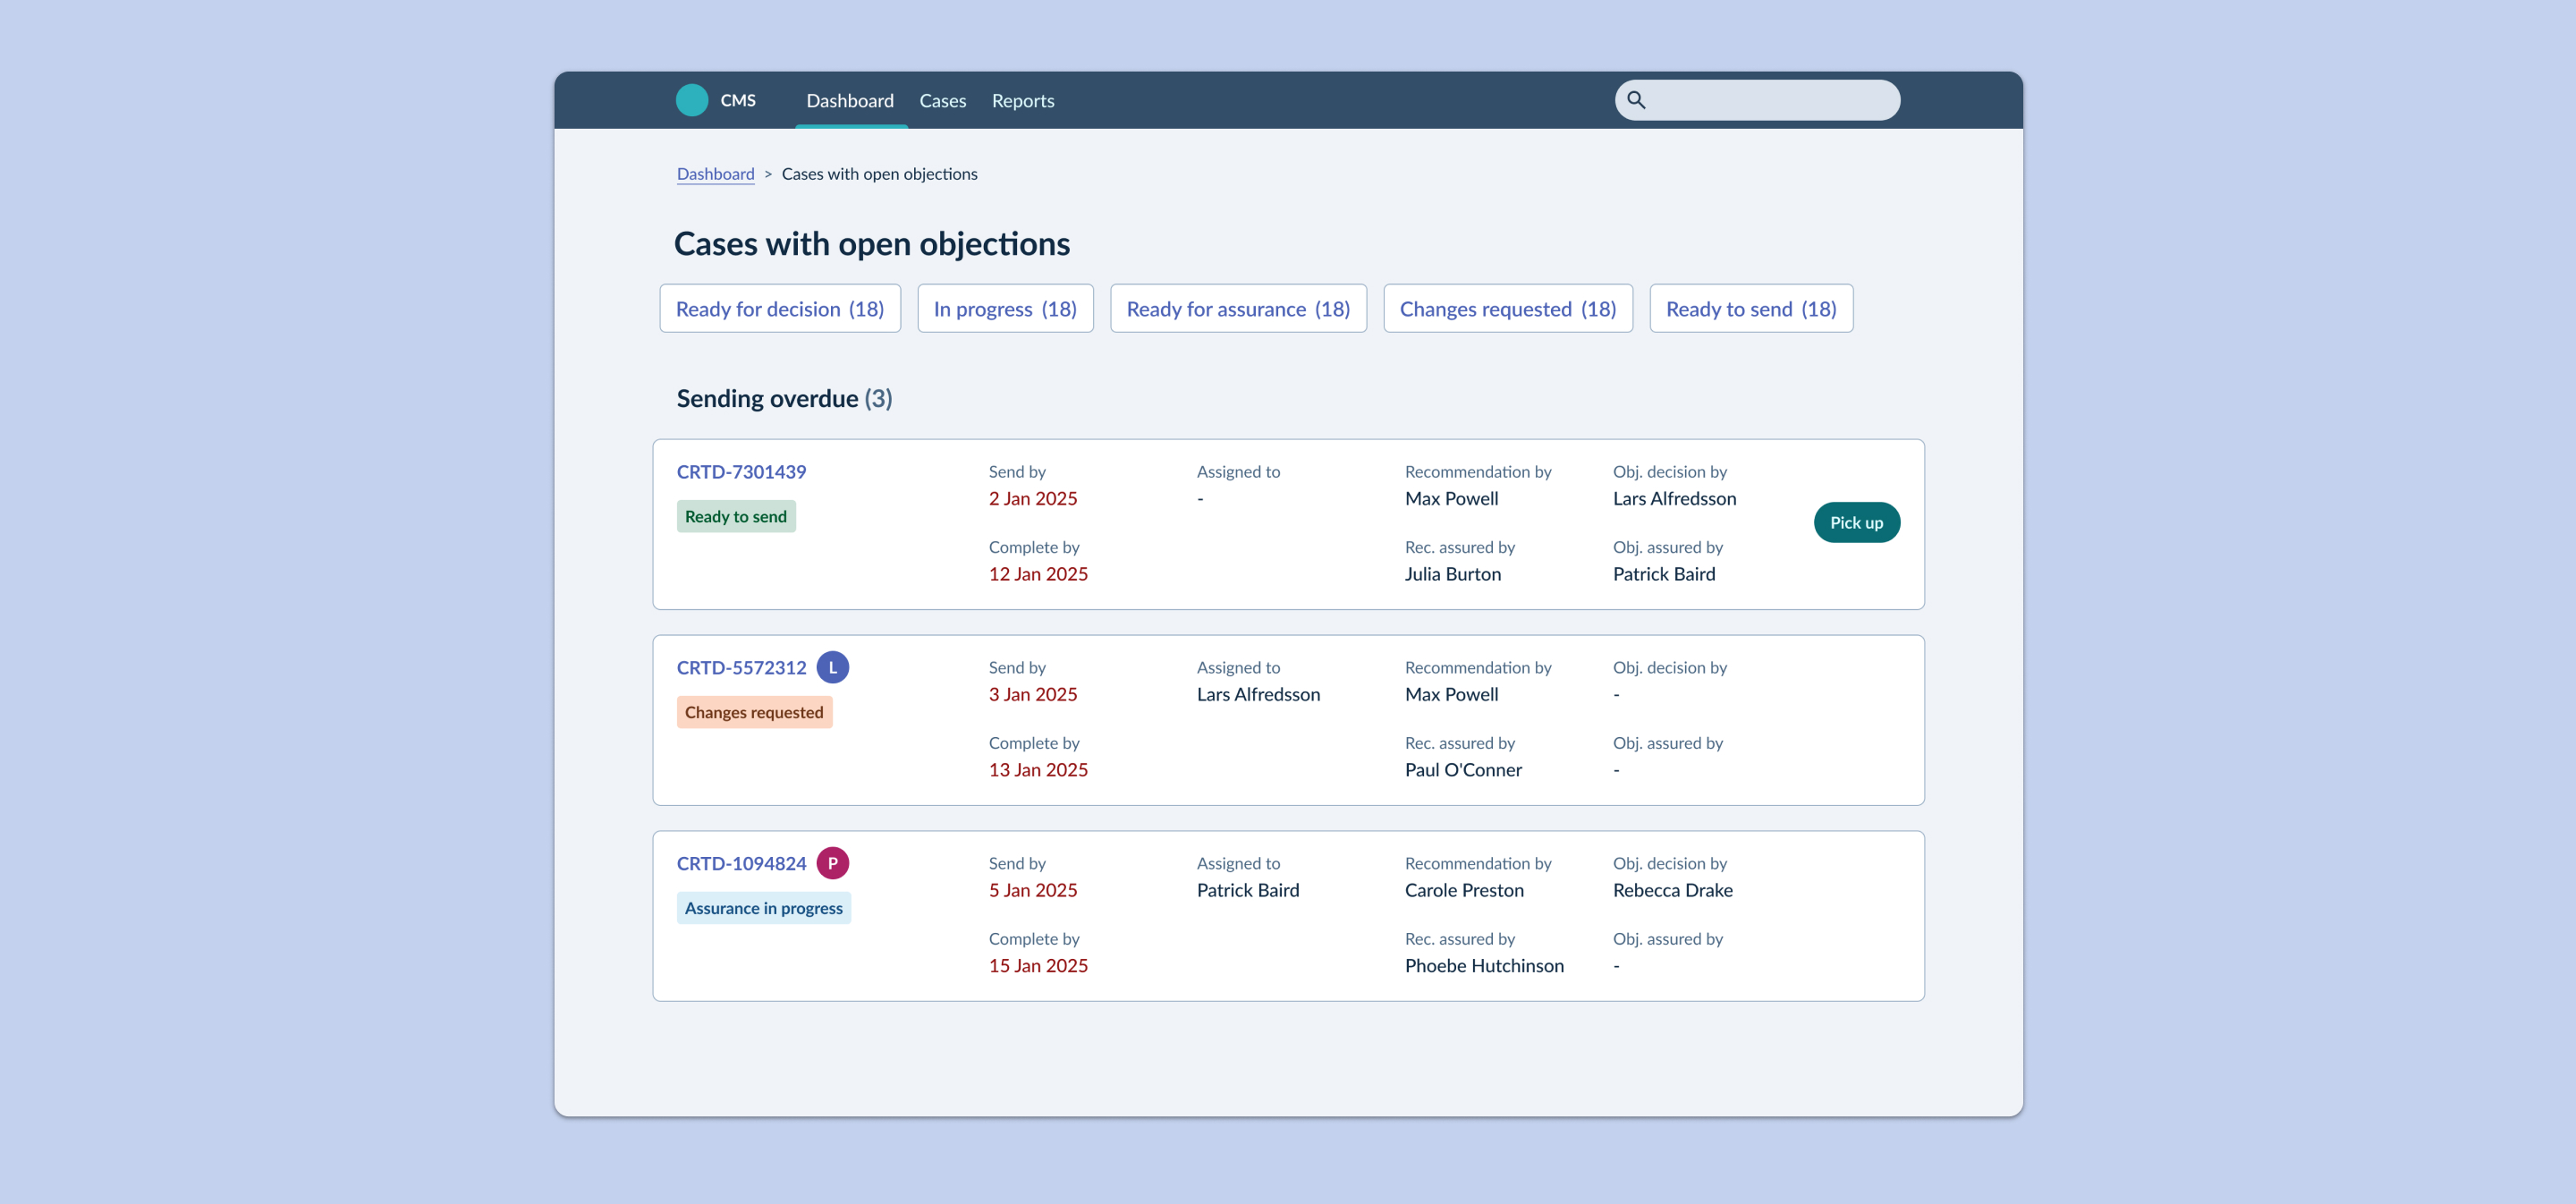 CMS Dashboard Cases Reports
Dashboard > Cases with open objections
Cases with open objections
Ready for decision (18) In progress (18) Ready for assurance (18) Changes requested (18) Ready to send (18)
Sending overdue (3)
CRTD-7301439 Send by Assigned to Recommendation by Obj. decision by
2 Jan 2025 - Max Powell Lars Alfredsson
Ready to send Pick up
Complete by Rec. assured by Obj. assured by
12 Jan 2025 Julia Burton Patrick Baird
CRTD-5572312 L Send by Assigned to Recommendation by Obj. decision by
3 Jan 2025 Lars Alfredsson Max Powell -
Changes requested
Complete by Rec. assured by Obj. assured by
13 Jan 2025 Paul O'Conner -
CRTD-1094824 P Send by Assigned to Recommendation by Obj. decision by
5 Jan 2025 Patrick Baird Carole Preston Rebecca Drake
Assurance in progress
Complete by Rec. assured by Obj. assured by
15 Jan 2025 Phoebe Hutchinson -